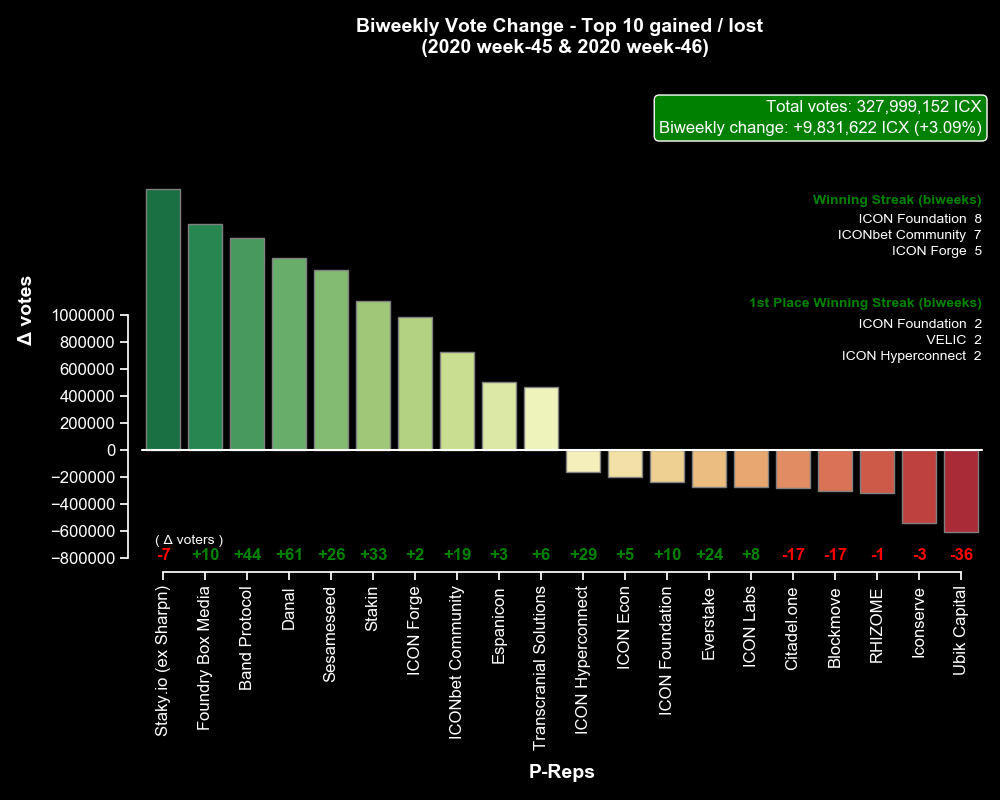 Biweekly Vote Change - Top 10 gained / lost
(2020 week-45 & 2020 week-46)
Total votes: 327,999,152 ICX
Biweekly change: +9,831,622 ICX (+3.09%)
Winning Streak (biweeks)
ICON Foundation 8
ICONbet Community 7
ICON Forge 5
1st Place Winning Streak (biweeks)
ICON Foundation 2
VELIC 2
ICON Hyperconnect 2
Δ votes
1000000
800000
600000
400000
200000
0
−200000
−400000
−600000
−800000
( Δ voters )
-7 +10 +44 +61 +26 +33 +2 +19 +3 +6 +29 +5 +10 +24 +8 -17 -17 -1 -3 -36
Staky.io (ex Sharpn)
Foundry Box Media
Band Protocol
Danal
Sesameseed
Stakin
ICON Forge
ICONbet Community
Espanicon
Transcranial Solutions
ICON Hyperconnect
ICON Econ
ICON Foundation
Everstake
ICON Labs
Citadel.one
Blockmove
RHIZOME
Iconserve
Ubik Capital
P-Reps